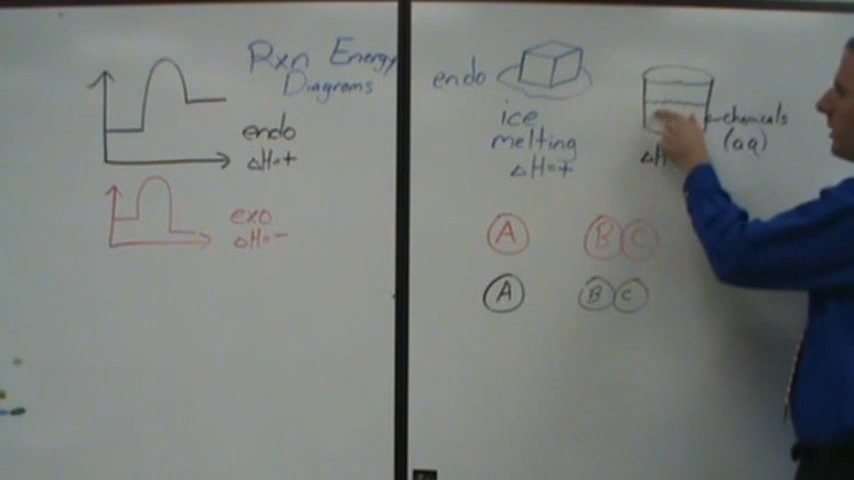 Rxn Energy
Diagrams
endo
ΔH=+
exo
ΔH=-
endo
ice
melting
ΔH=+
chemicals
(aq)
ΔH
A
B C
A
B C